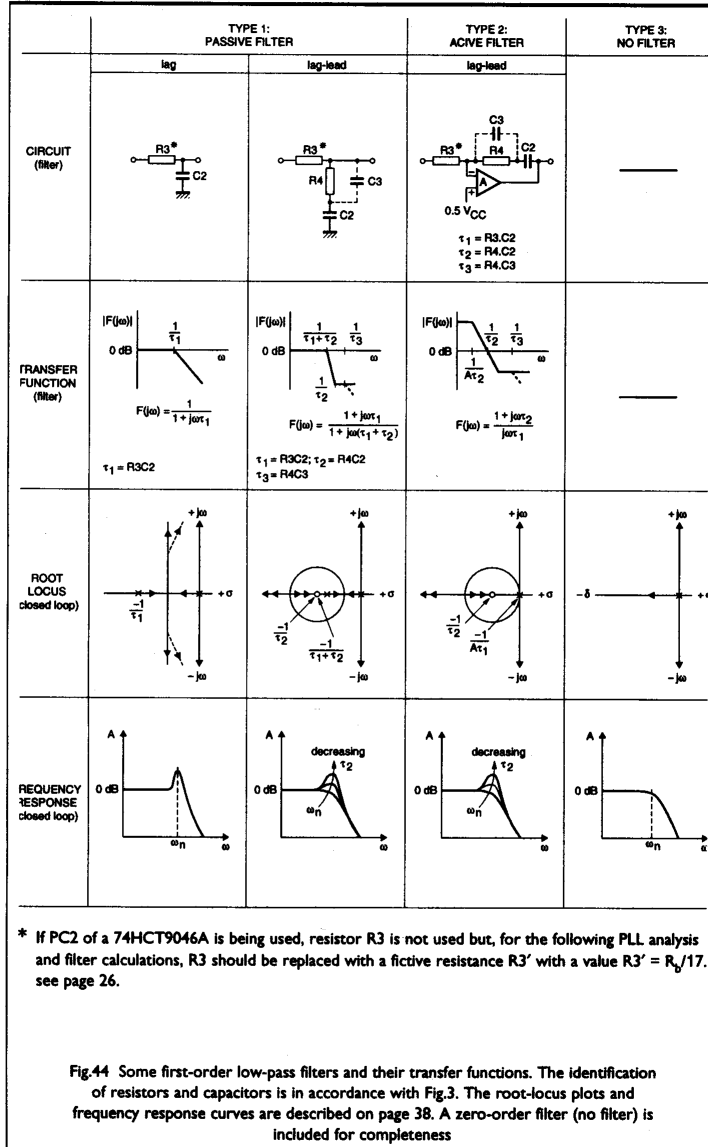 TYPE 1:
PASSIVE FILTER
TYPE 2:
ACIVE FILTER
TYPE 3:
NO FILTER
lag
lag-lead
lag-lead
CIRCUIT
(filter)
R3*
C2
R3*
R4
C3
C2
C3
R3*
R4
C2
A
−
+
0.5 VCC
τ1 = R3.C2
τ2 = R4.C2
τ3 = R4.C3
TRANSFER
FUNCTION
(filter)
|F(jω)|
0 dB
1/τ1
ω
F(jω) = 1/(1 + jωτ1)
τ1 = R3C2
|F(jω)|
0 dB
1/(τ1 + τ2)
1/τ3
1/τ2
ω
F(jω) = (1 + jωτ1)/(1 + jω(τ1 + τ2))
τ1 = R3C2; τ2 = R4C2
τ3 = R4C3
|F(jω)|
0 dB
1/τ2
1/τ3
1/Aτ2
ω
F(jω) = (1 + jωτ2)/(jωτ1)
ROOT
LOCUS
closed loop)
+jω
+σ
−1/τ1
−jω
+jω
+σ
−1/τ2
−1/(τ1 + τ2)
−jω
+jω
+σ
−1/τ2
−1/Aτ1
−jω
+jω
−δ
+σ
−jω
REQUENCY
RESPONSE
closed loop)
A
0 dB
ωn
ω
A
0 dB
decreasing
τ2
ωn
ω
A
0 dB
decreasing
τ2
ωn
ω
A
0 dB
ωn
ω
* If PC2 of a 74HCT9046A is being used, resistor R3 is not used but, for the following PLL analysis
and filter calculations, R3 should be replaced with a fictive resistance R3′ with a value R3′ = Rb/17.
see page 26.
Fig.44 Some first-order low-pass filters and their transfer functions. The identification
of resistors and capacitors is in accordance with Fig.3. The root-locus plots and
frequency response curves are described on page 38. A zero-order filter (no filter) is
included for completeness